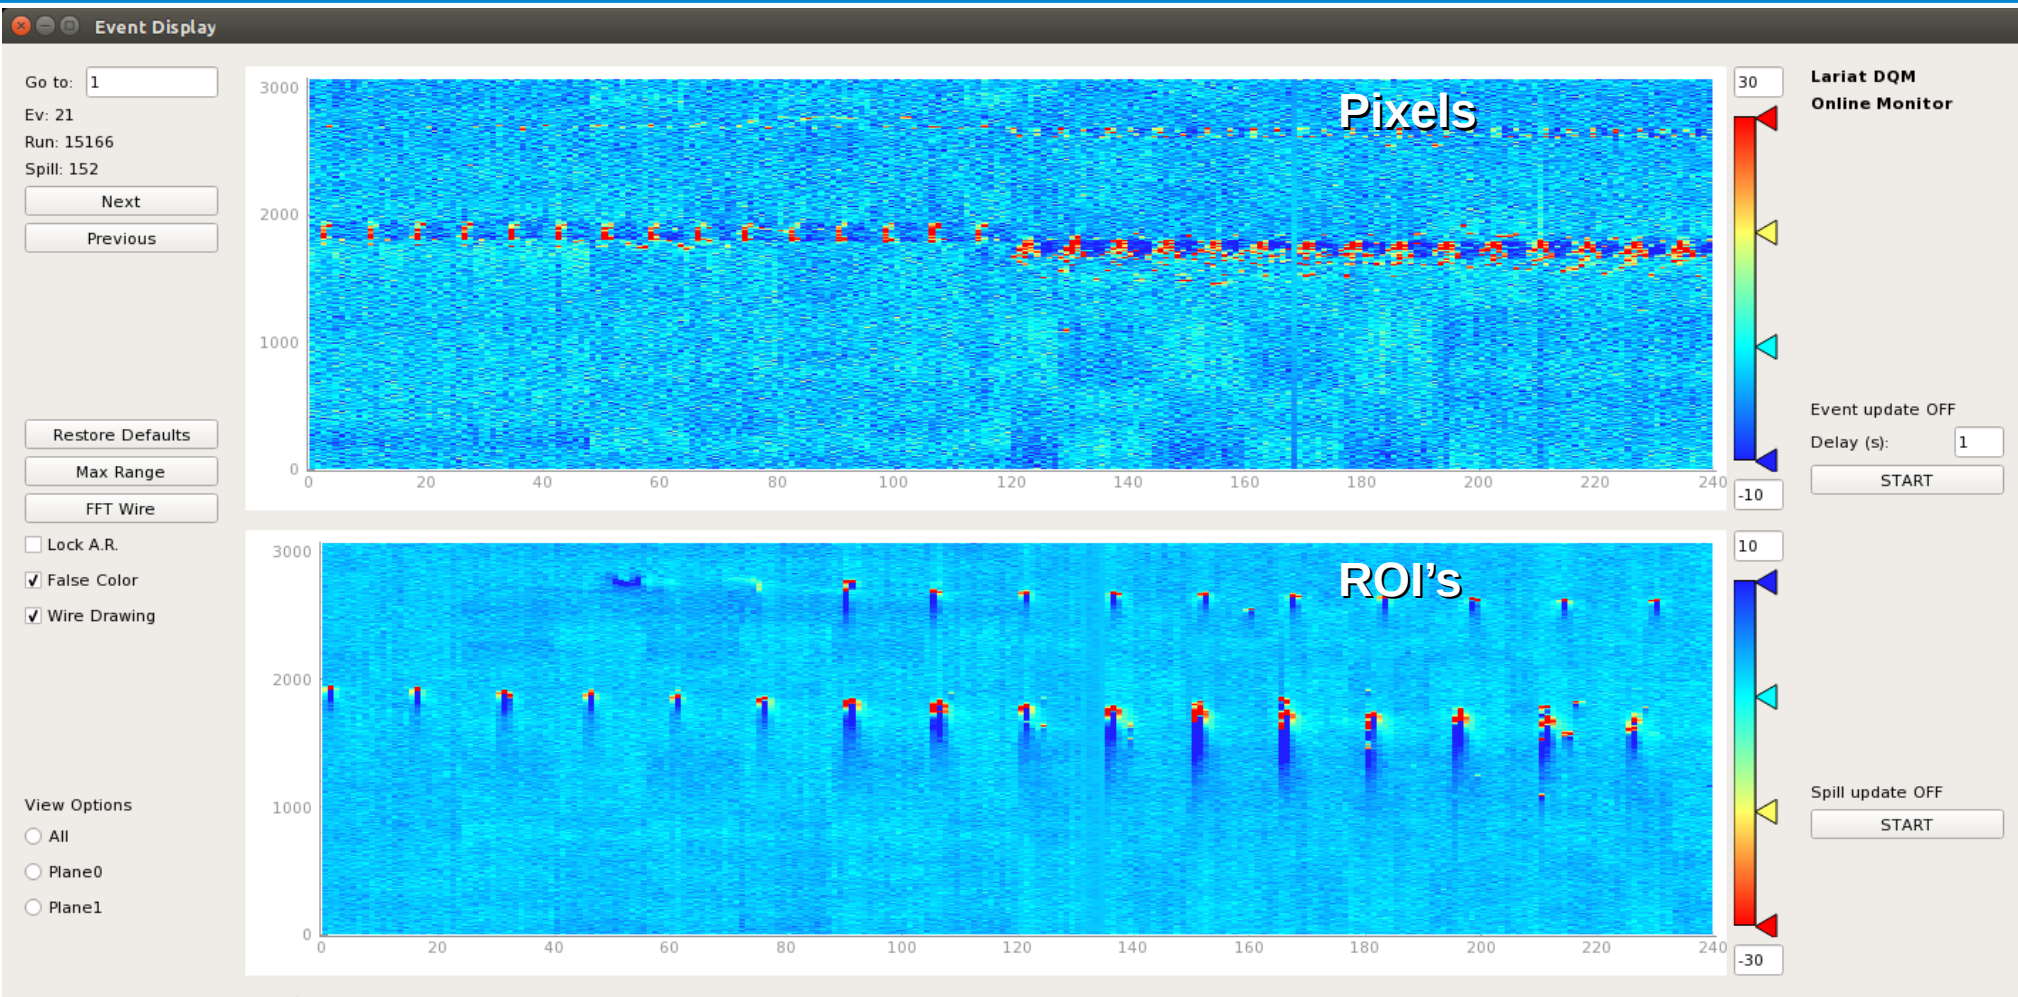 Event Display
Go to: 1
Ev: 21
Run: 15166
Spill: 152
Next
Previous
Restore Defaults
Max Range
FFT Wire
Lock A.R.
False Color
Wire Drawing
View Options
All
Plane0
Plane1
Pixels
3000
2000
1000
0
0 20 40 60 80 100 120 140 160 180 200 220 240
30
-10
ROI's
3000
2000
1000
0
0 20 40 60 80 100 120 140 160 180 200 220 240
10
-30
Lariat DQM
Online Monitor
Event update OFF
Delay (s): 1
START
Spill update OFF
START